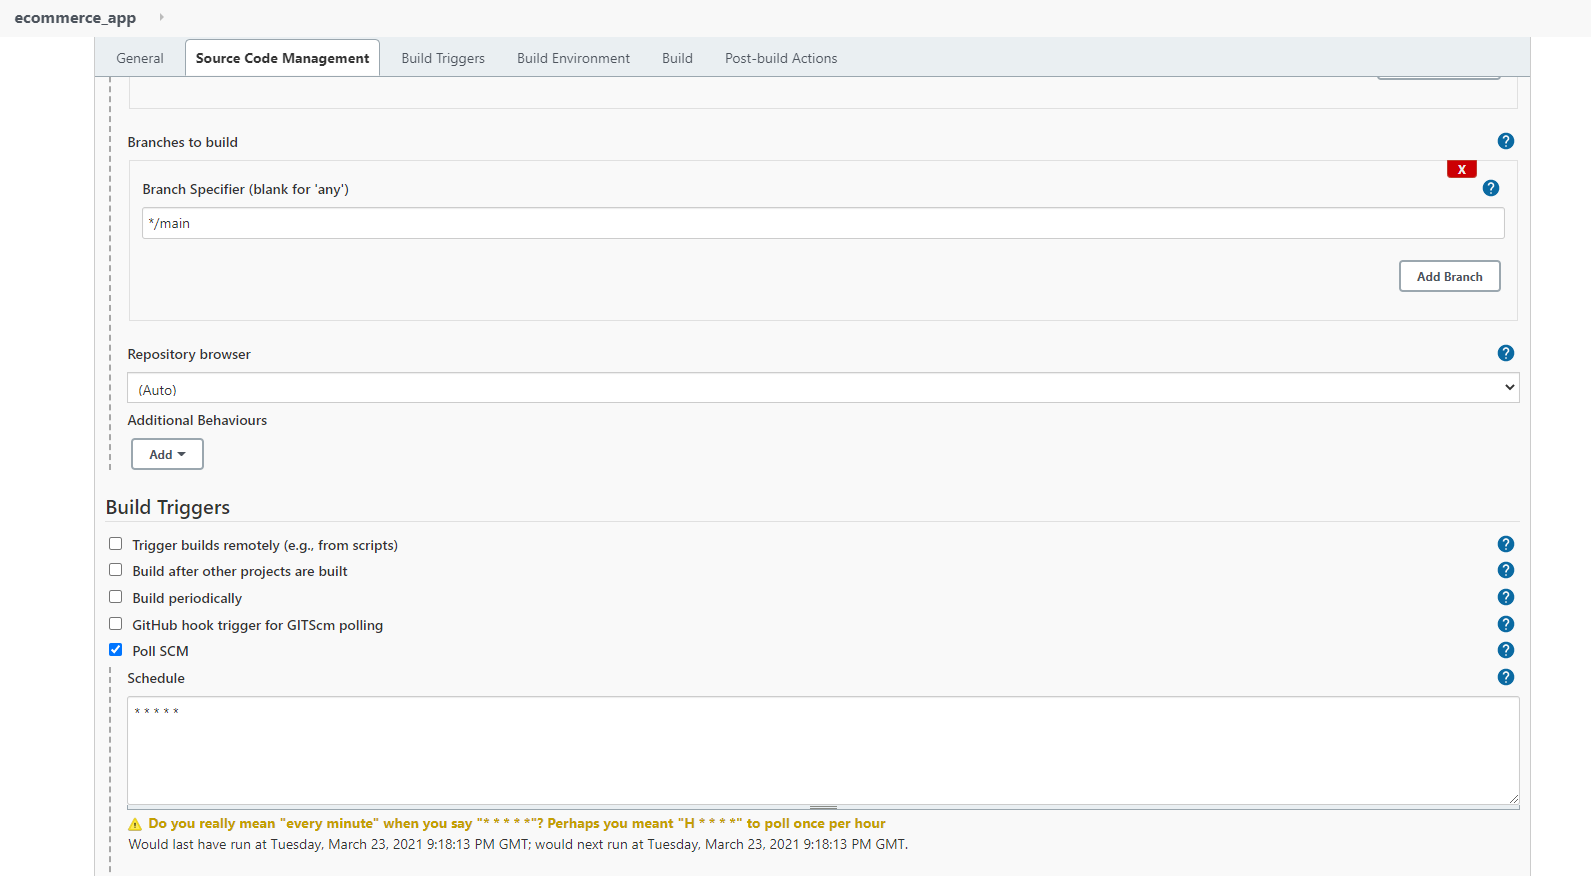 ecommerce_app
General Source Code Management Build Triggers Build Environment Build Post-build Actions
Branches to build
X
Branch Specifier (blank for 'any')
*/main
Add Branch
Repository browser
(Auto)
Additional Behaviours
Add
Build Triggers
Trigger builds remotely (e.g., from scripts)
Build after other projects are built
Build periodically
GitHub hook trigger for GITScm polling
Poll SCM
Schedule
* * * * *
Do you really mean "every minute" when you say "* * * * *"? Perhaps you meant "H * * * *" to poll once per hour
Would last have run at Tuesday, March 23, 2021 9:18:13 PM GMT; would next run at Tuesday, March 23, 2021 9:18:13 PM GMT.